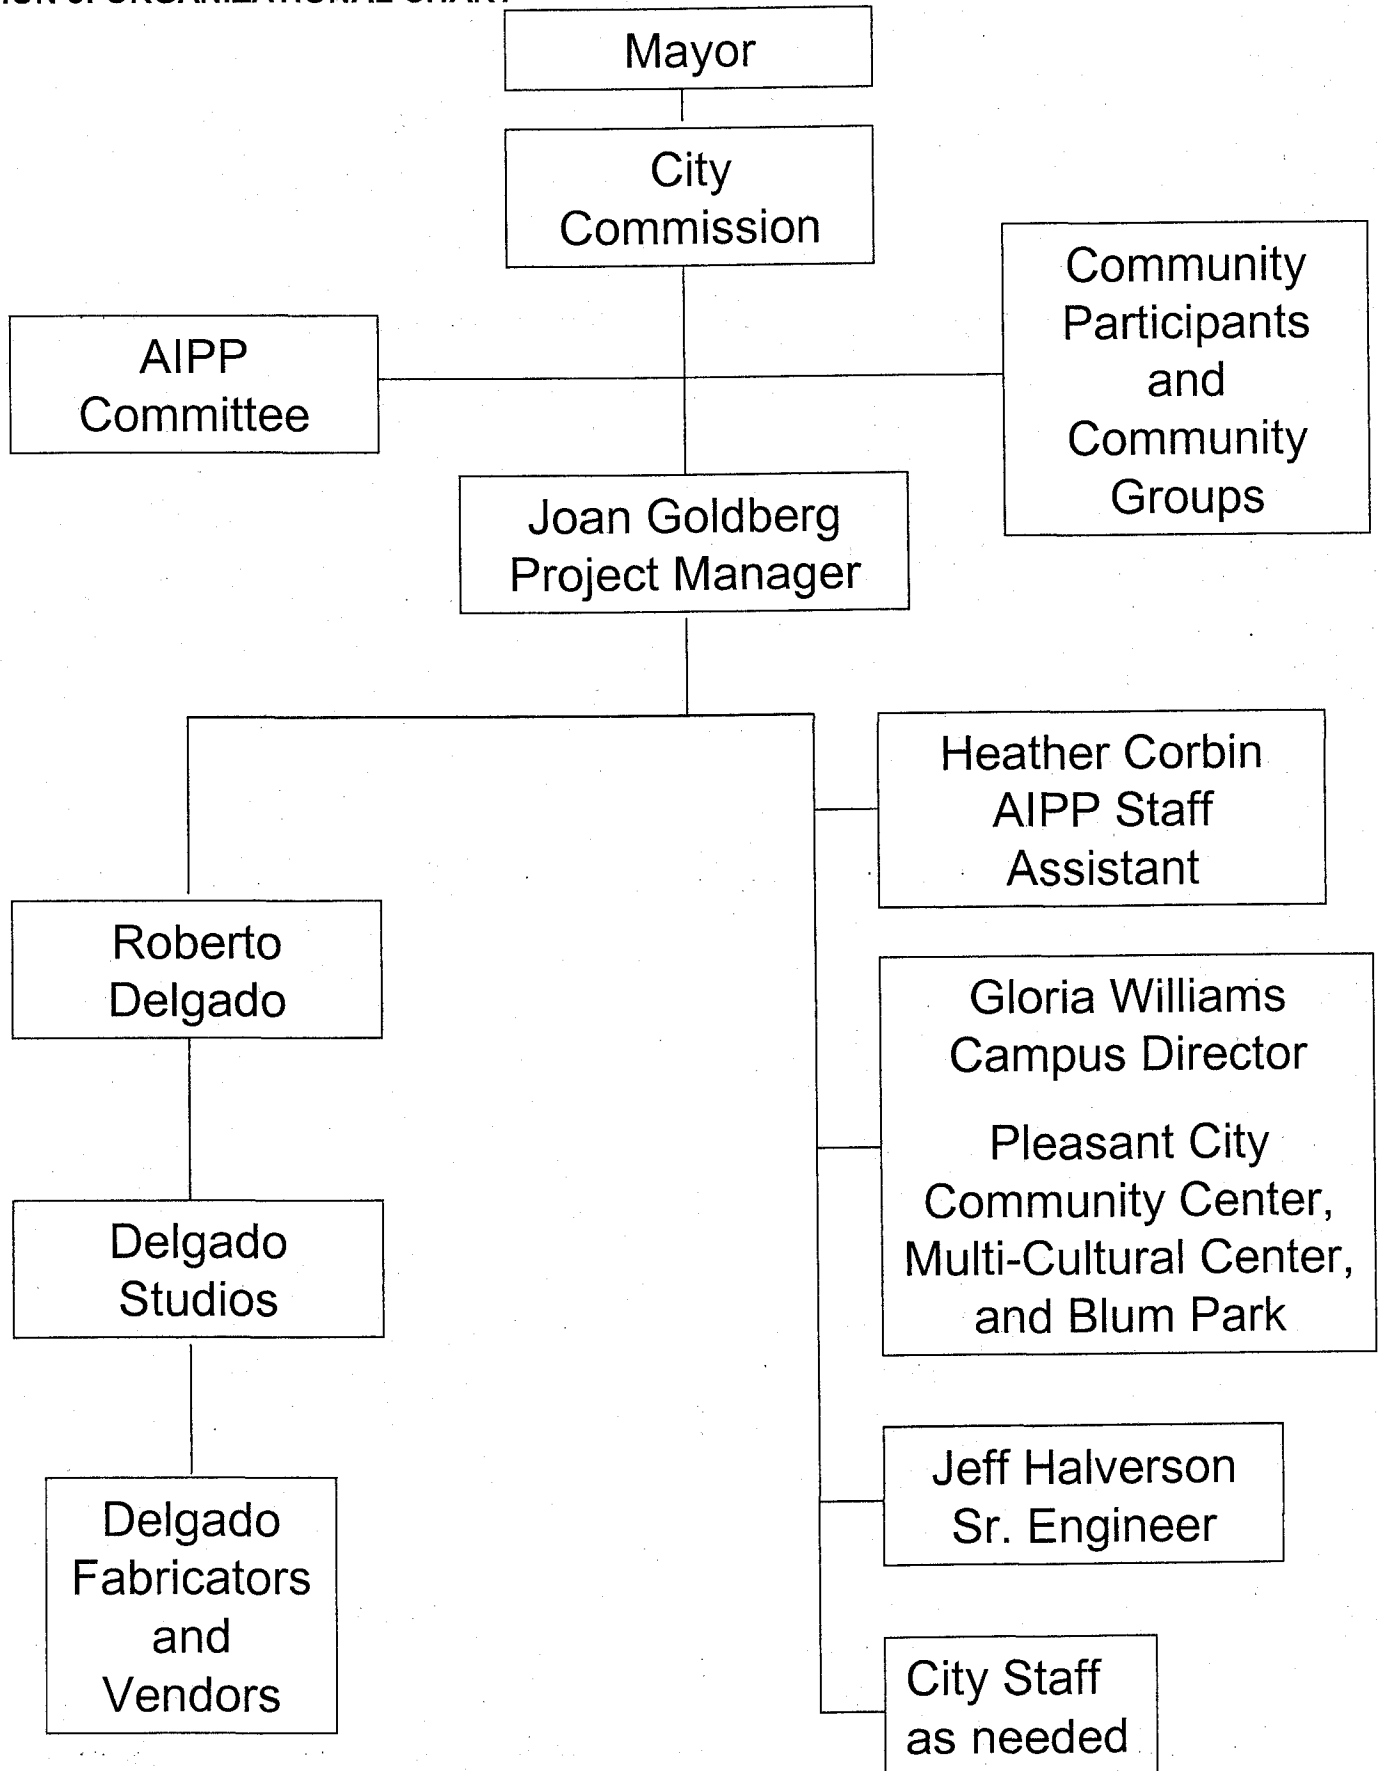 ORGANIZATIONAL CHART
Mayor
City
Commission
AIPP
Committee
Community
Participants
and
Community
Groups
Joan Goldberg
Project Manager
Heather Corbin
AIPP Staff
Assistant
Roberto
Delgado
Gloria Williams
Campus Director
Pleasant City
Community Center,
Multi-Cultural Center,
and Blum Park
Delgado
Studios
Jeff Halverson
Sr. Engineer
Delgado
Fabricators
and
Vendors
City Staff
as needed